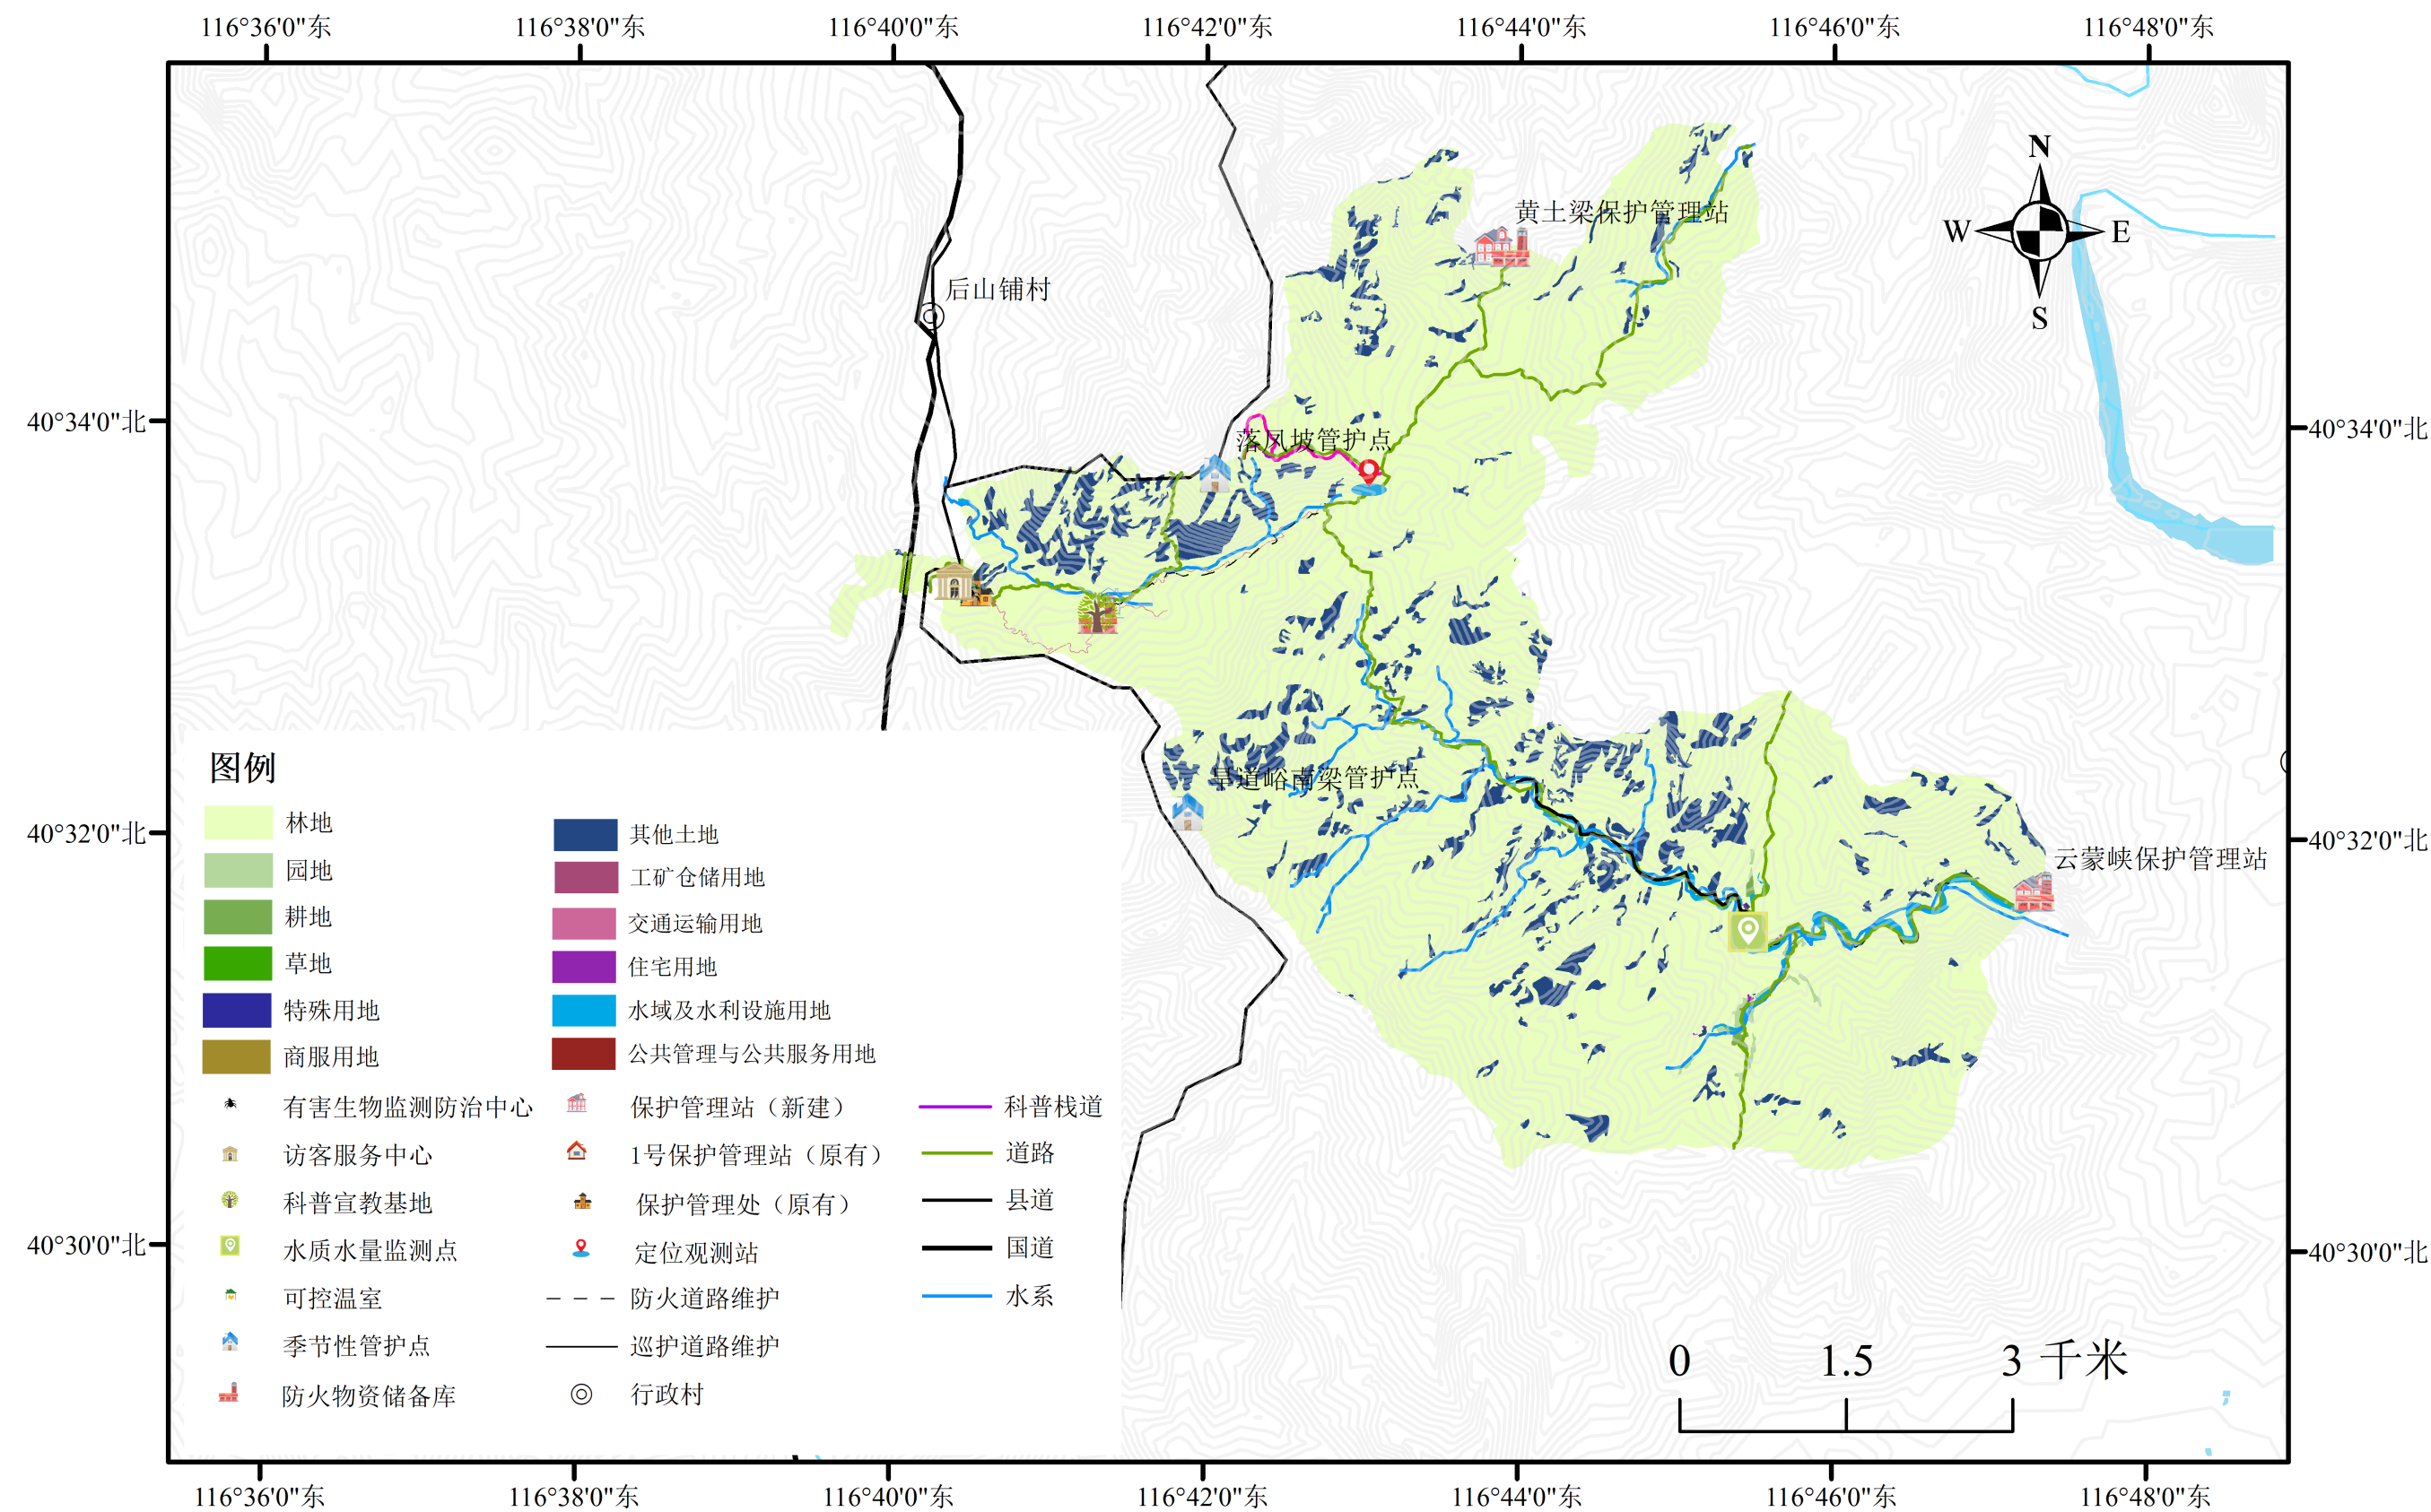 116°36'0"东
116°38'0"东
116°40'0"东
116°42'0"东
116°44'0"东
116°46'0"东
116°48'0"东
N
W
E
S
黄土梁保护管理站
后山铺村
40°34'0"北
40°34'0"北
落凤坡管护点
旱道峪南梁管护点
40°32'0"北
40°32'0"北
云蒙峡保护管理站
40°30'0"北
40°30'0"北
图例
林地
园地
耕地
草地
特殊用地
商服用地
有害生物监测防治中心
访客服务中心
科普宣教基地
水质水量监测点
可控温室
季节性管护点
防火物资储备库
其他土地
工矿仓储用地
交通运输用地
住宅用地
水域及水利设施用地
公共管理与公共服务用地
保护管理站（新建）
1号保护管理站（原有）
保护管理处（原有）
定位观测站
防火道路维护
巡护道路维护
行政村
科普栈道
道路
县道
国道
水系
0 1.5 3 千米
116°36'0"东
116°38'0"东
116°40'0"东
116°42'0"东
116°44'0"东
116°46'0"东
116°48'0"东